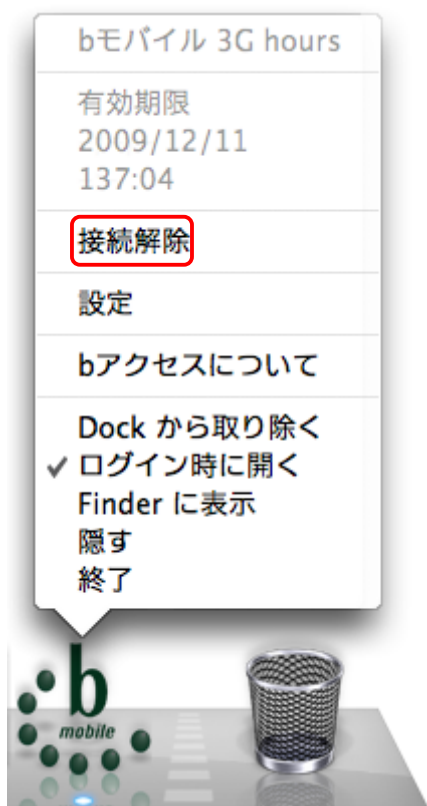 bモバイル 3G hours
有効期限
2009/12/11
137:04
接続解除
設定
bアクセスについて
Dock から取り除く
ログイン時に開く
Finder に表示
隠す
終了
b
mobile